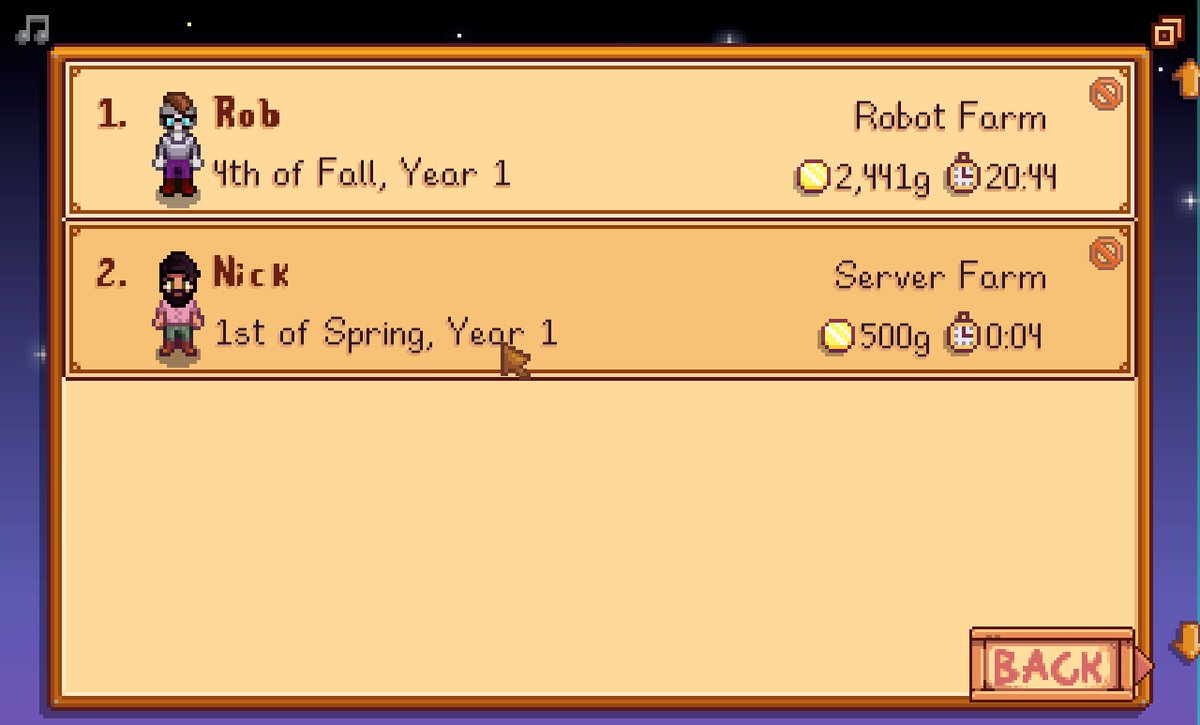 1. Rob
Robot Farm
4th of Fall, Year 1
2,441g 20:44
2. Nick
Server Farm
1st of Spring, Year 1
500g 0:04
BACK